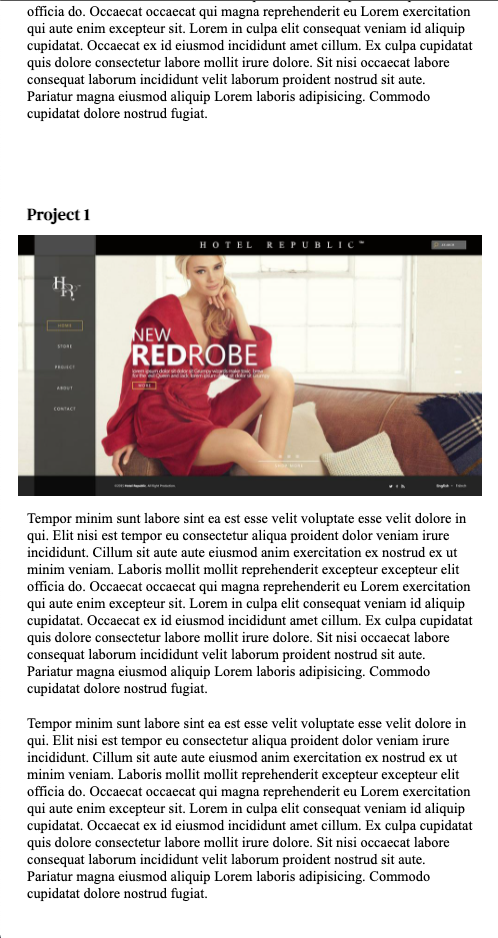 officia do. Occaecat occaecat qui magna reprehenderit eu Lorem exercitation
qui aute enim excepteur sit. Lorem in culpa elit consequat veniam id aliquip
cupidatat. Occaecat ex id eiusmod incididunt amet cillum. Ex culpa cupidatat
quis dolore consectetur labore mollit irure dolore. Sit nisi occaecat labore
consequat laborum incididunt velit laborum proident nostrud sit aute.
Pariatur magna eiusmod aliquip Lorem laboris adipisicing. Commodo
cupidatat dolore nostrud fugiat.
Project 1
HOTEL REPUBLIC™
SEARCH
HR
HOME
STORE
PROJECT
ABOUT
CONTACT
NEW
REDROBE
MORE
English
Tempor minim sunt labore sint ea est esse velit voluptate esse velit dolore in
qui. Elit nisi est tempor eu consectetur aliqua proident dolor veniam irure
incididunt. Cillum sit aute aute eiusmod anim exercitation ex nostrud ex ut
minim veniam. Laboris mollit mollit reprehenderit excepteur excepteur elit
officia do. Occaecat occaecat qui magna reprehenderit eu Lorem exercitation
qui aute enim excepteur sit. Lorem in culpa elit consequat veniam id aliquip
cupidatat. Occaecat ex id eiusmod incididunt amet cillum. Ex culpa cupidatat
quis dolore consectetur labore mollit irure dolore. Sit nisi occaecat labore
consequat laborum incididunt velit laborum proident nostrud sit aute.
Pariatur magna eiusmod aliquip Lorem laboris adipisicing. Commodo
cupidatat dolore nostrud fugiat.
Tempor minim sunt labore sint ea est esse velit voluptate esse velit dolore in
qui. Elit nisi est tempor eu consectetur aliqua proident dolor veniam irure
incididunt. Cillum sit aute aute eiusmod anim exercitation ex nostrud ex ut
minim veniam. Laboris mollit mollit reprehenderit excepteur excepteur elit
officia do. Occaecat occaecat qui magna reprehenderit eu Lorem exercitation
qui aute enim excepteur sit. Lorem in culpa elit consequat veniam id aliquip
cupidatat. Occaecat ex id eiusmod incididunt amet cillum. Ex culpa cupidatat
quis dolore consectetur labore mollit irure dolore. Sit nisi occaecat labore
consequat laborum incididunt velit laborum proident nostrud sit aute.
Pariatur magna eiusmod aliquip Lorem laboris adipisicing. Commodo
cupidatat dolore nostrud fugiat.